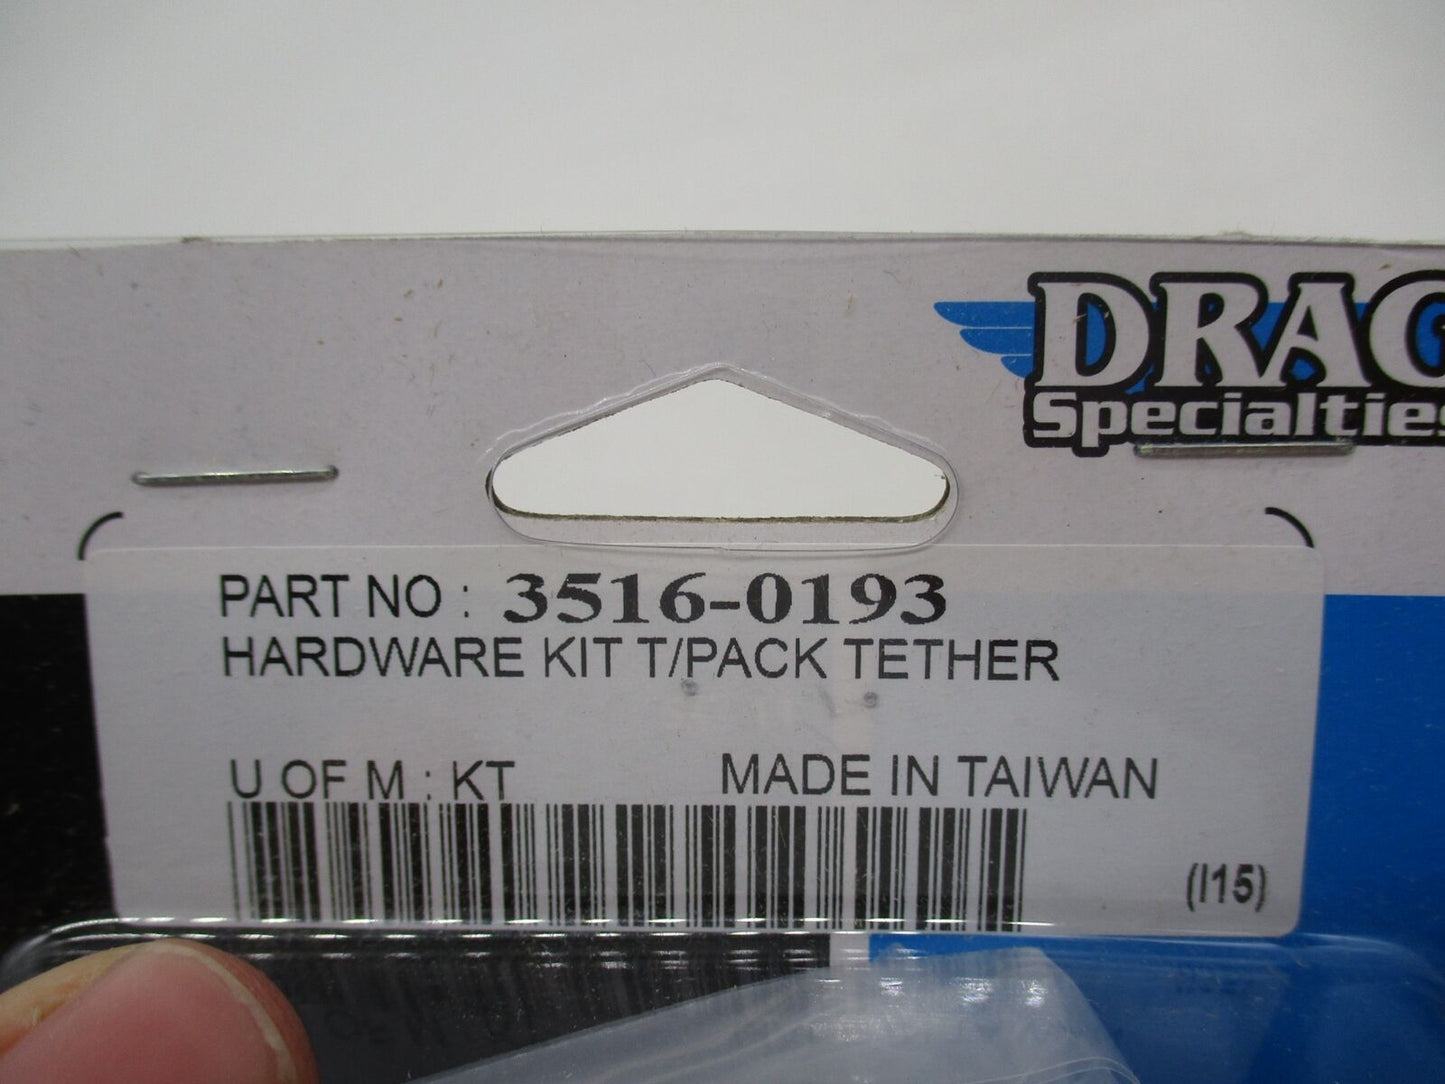 DRAG
Specialties
PART NO : 3516-0193
HARDWARE KIT T/PACK TETHER
U OF M : KT
MADE IN TAIWAN
(I15)